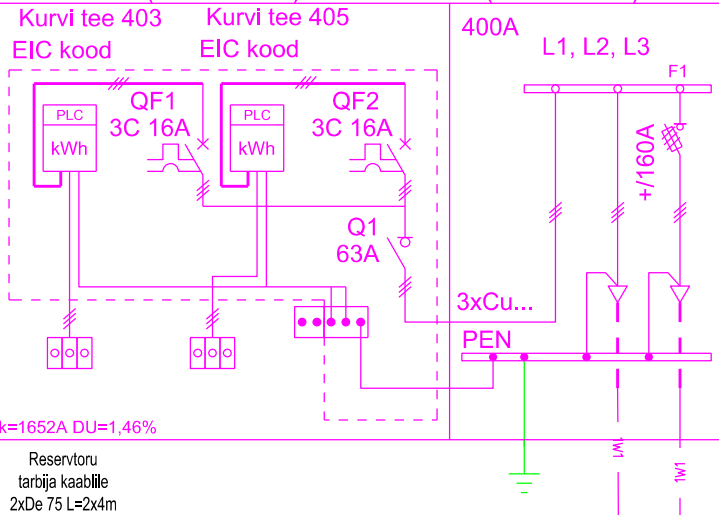 Kurvi tee 403
EIC kood
Kurvi tee 405
EIC kood
400A
L1, L2, L3
F1
PLC
kWh
QF1
3C 16A
PLC
kWh
QF2
3C 16A
+/160A
Q1
63A
3xCu...
PEN
k=1652A DU=1,46%
1W1
1W1
Reservtoru
tarbija kaablile
2xDe 75 L=2x4m